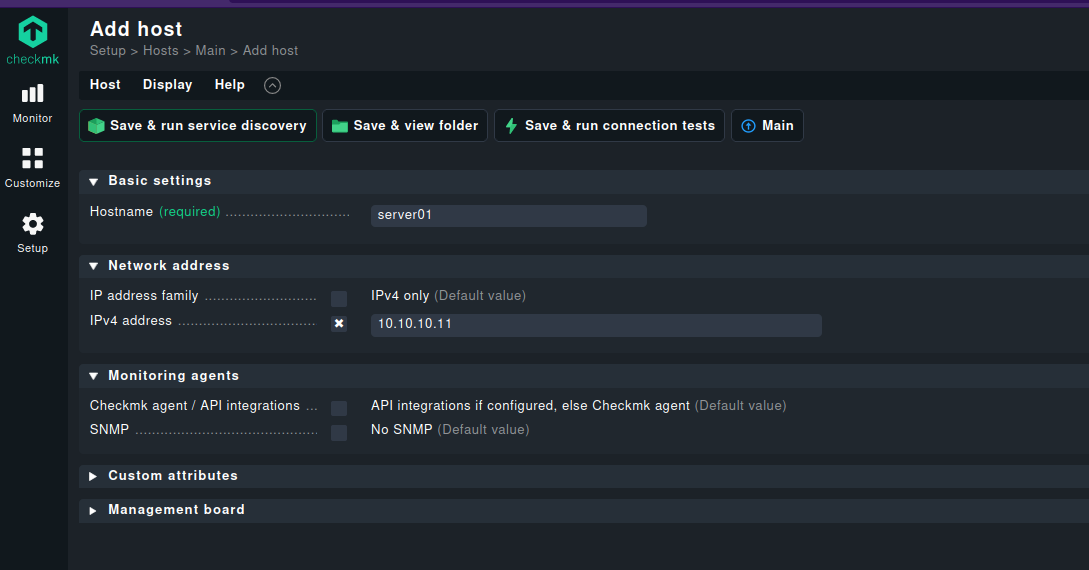 Add host
Setup > Hosts > Main > Add host
checkmk
Host Display Help
Monitor
Save & run service discovery Save & view folder Save & run connection tests Main
Customize
Basic settings
Hostname (required) .............................. server01
Setup
Network address
IP address family ........................... IPv4 only (Default value)
IPv4 address ................................. 10.10.10.11
Monitoring agents
Checkmk agent / API integrations ... API integrations if configured, else Checkmk agent (Default value)
SNMP ............................................ No SNMP (Default value)
Custom attributes
Management board